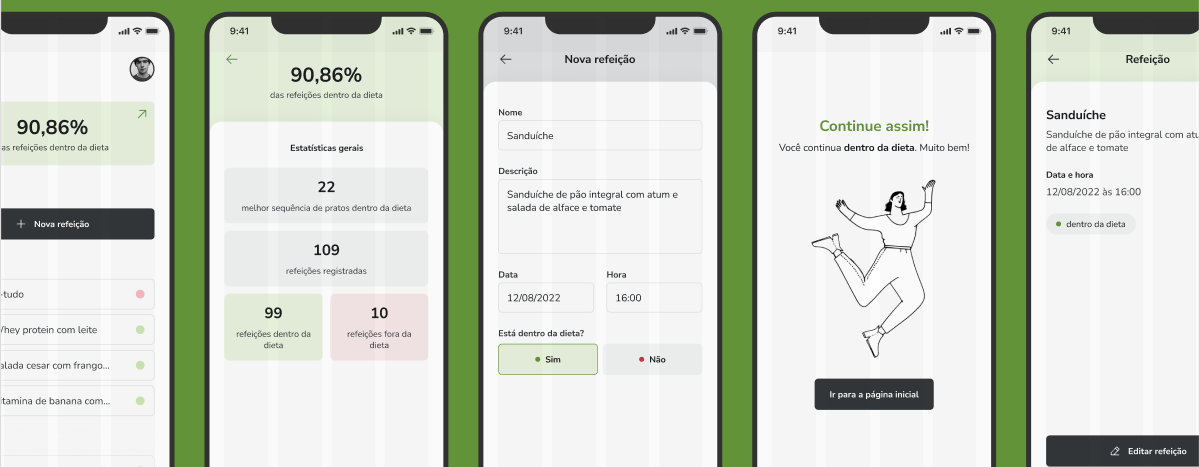 90,86%
as refeições dentro da dieta
Nova refeição
-tudo
Whey protein com leite
alada cesar com frango...
itamina de banana com...
9:41
90,86%
das refeições dentro da dieta
Estatísticas gerais
22
melhor sequência de pratos dentro da dieta
109
refeições registradas
99
refeições dentro da
dieta
10
refeições fora da
dieta
9:41
Nova refeição
Nome
Sanduíche
Descrição
Sanduíche de pão integral com atum e
salada de alface e tomate
Data
Hora
12/08/2022
16:00
Está dentro da dieta?
Sim
Não
9:41
Continue assim!
Você continua dentro da dieta. Muito bem!
Ir para a página inicial
9:41
Refeição
Sanduíche
Sanduíche de pão integral com atu
de alface e tomate
Data e hora
12/08/2022 às 16:00
dentro da dieta
Editar refeição